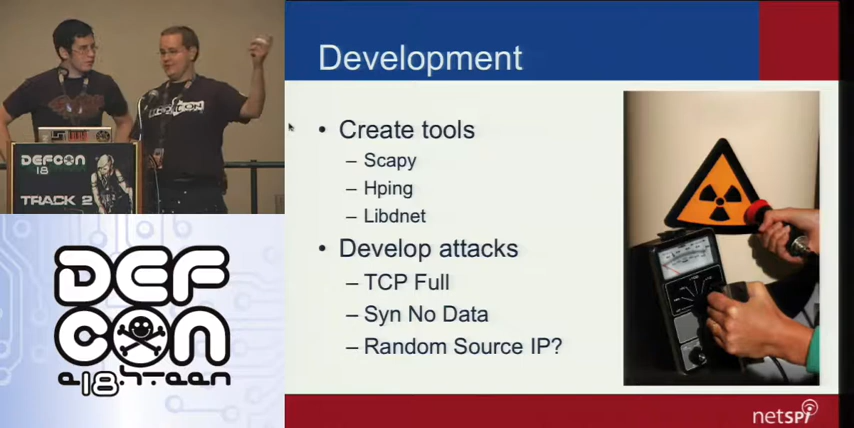 Development
• Create tools
– Scapy
– Hping
– Libdnet
• Develop attacks
– TCP Full
– Syn No Data
– Random Source IP?
netSPI
DEFCON
18
TRACK 2
DEF
CON